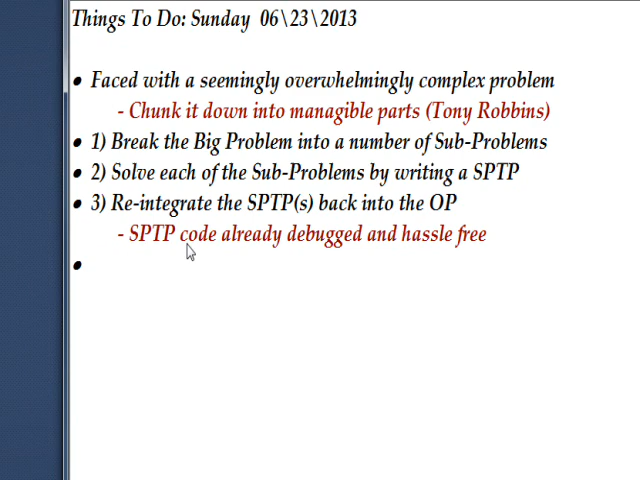 Things To Do: Sunday 06\23\2013
• Faced with a seemingly overwhelmingly complex problem
- Chunk it down into managible parts (Tony Robbins)
• 1) Break the Big Problem into a number of Sub-Problems
• 2) Solve each of the Sub-Problems by writing a SPTP
• 3) Re-integrate the SPTP(s) back into the OP
- SPTP code already debugged and hassle free
•